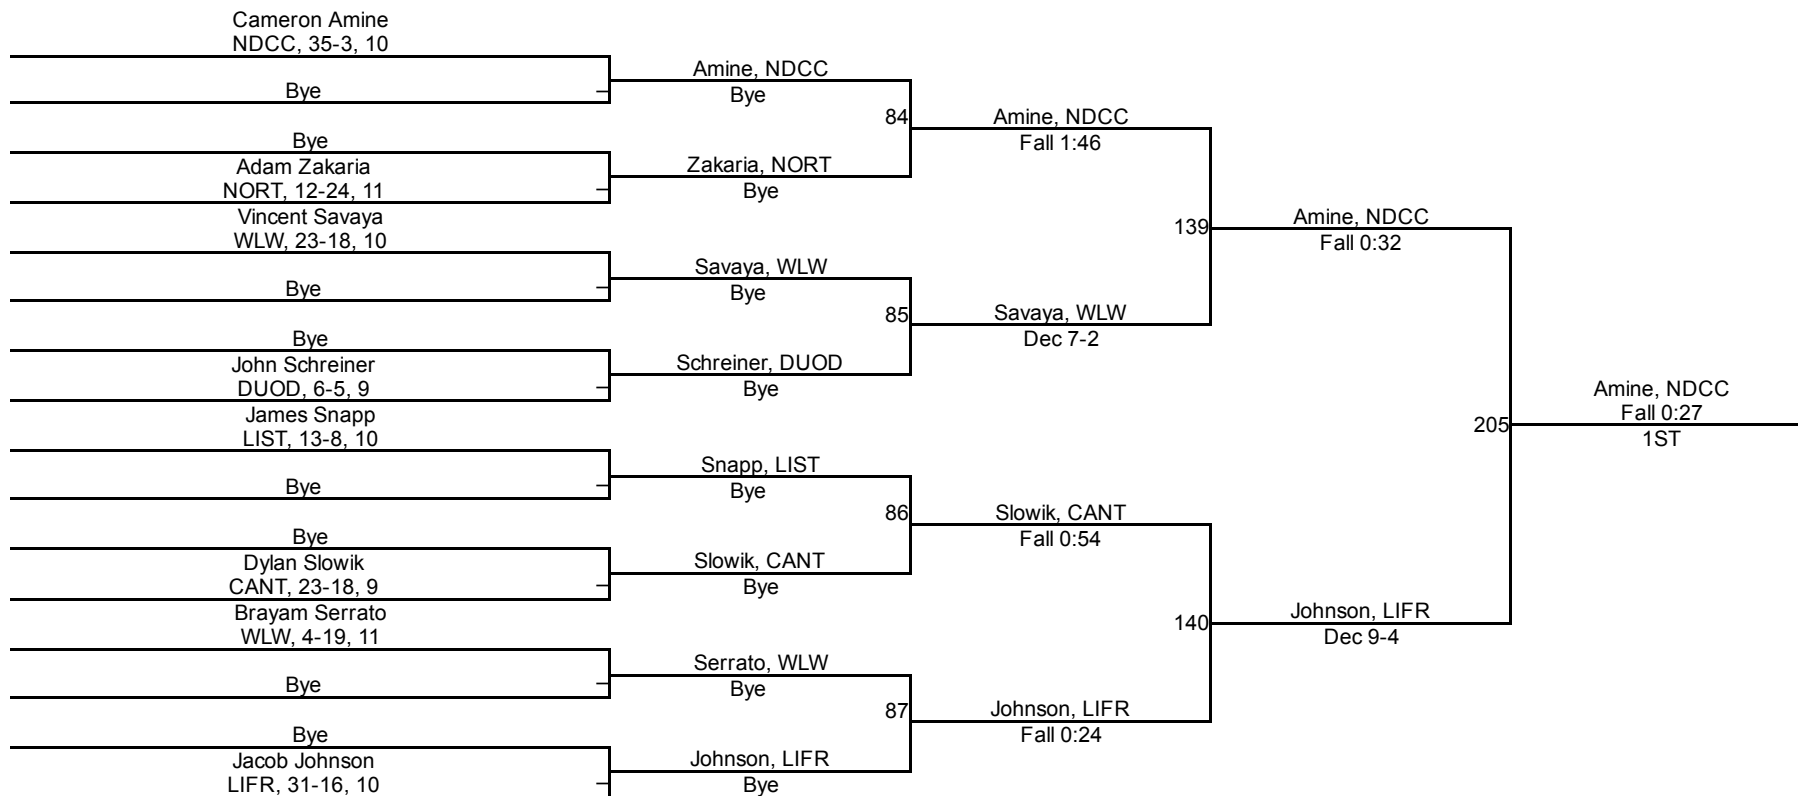 Cameron Amine
NDCC, 35-3, 10
Bye
Bye
Adam Zakaria
NORT, 12-24, 11
Vincent Savaya
WLW, 23-18, 10
Bye
Bye
John Schreiner
DUOD, 6-5, 9
James Snapp
LIST, 13-8, 10
Bye
Bye
Dylan Slowik
CANT, 23-18, 9
Brayam Serrato
WLW, 4-19, 11
Bye
Bye
Jacob Johnson
LIFR, 31-16, 10
Amine, NDCC
Bye
84
Zakaria, NORT
Bye
Savaya, WLW
Bye
85
Schreiner, DUOD
Bye
Snapp, LIST
Bye
86
Slowik, CANT
Bye
Serrato, WLW
Bye
87
Johnson, LIFR
Bye
Amine, NDCC
Fall 1:46
139
Savaya, WLW
Dec 7-2
Slowik, CANT
Fall 0:54
140
Johnson, LIFR
Fall 0:24
Amine, NDCC
Fall 0:32
205
Johnson, LIFR
Dec 9-4
Amine, NDCC
Fall 0:27
1ST